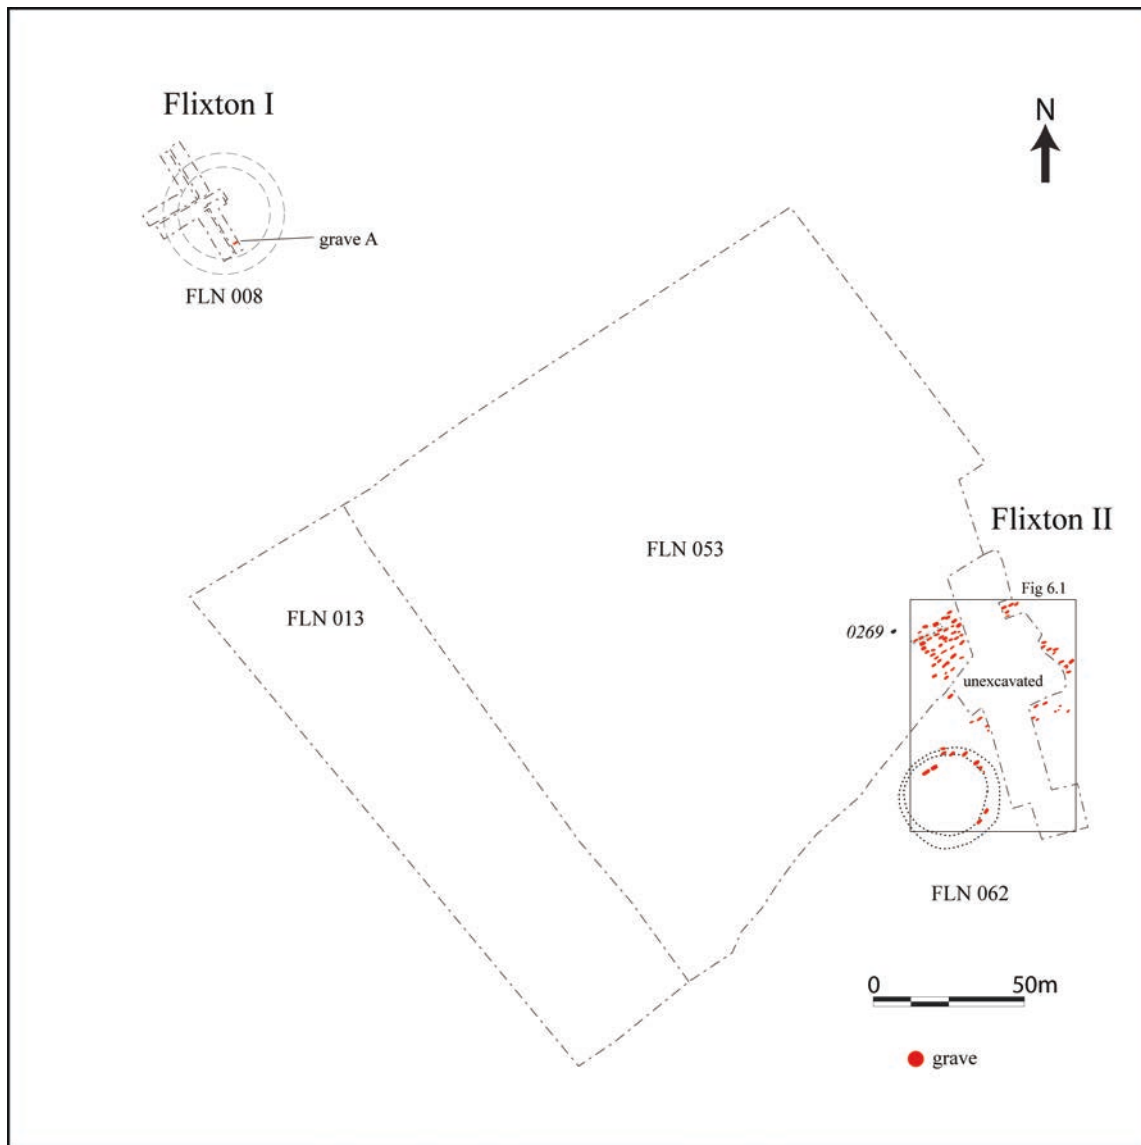 Flixton I
N
grave A
FLN 008
Flixton II
FLN 053
Fig 6.1
FLN 013
0269
unexcavated
FLN 062
0 50m
grave